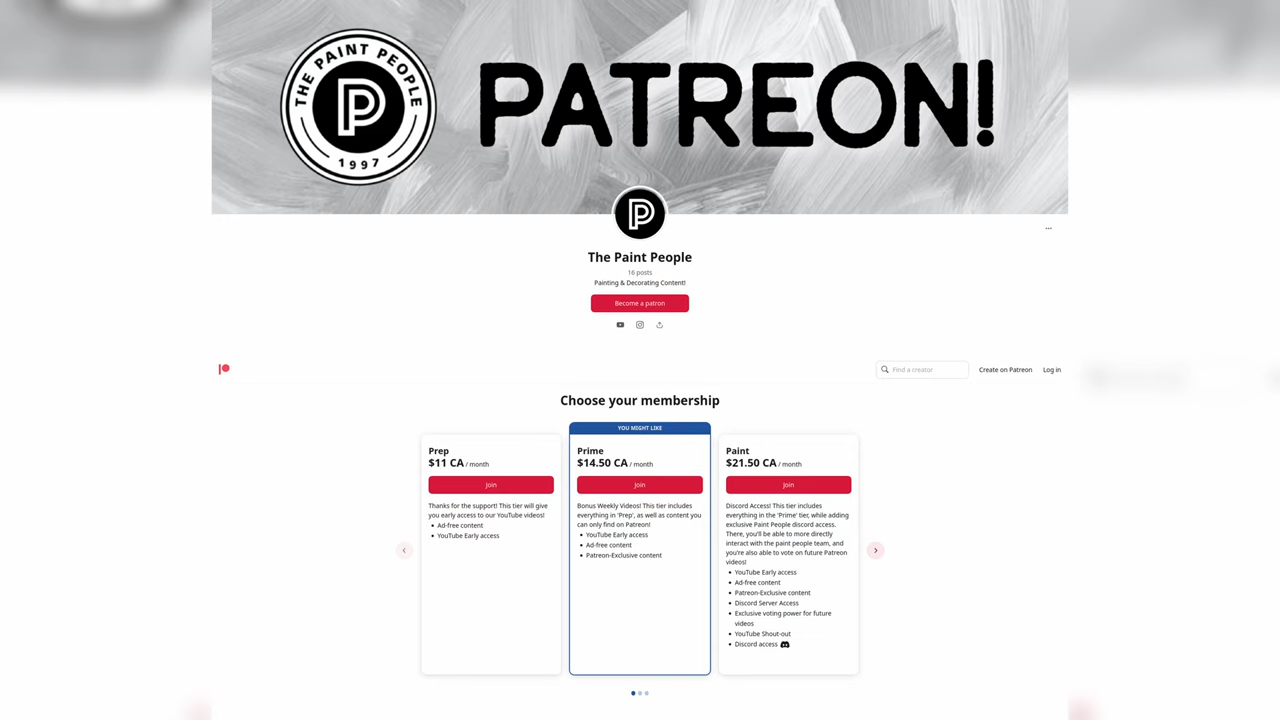 THE PAINT PEOPLE
P
1997
PATREON!
P
The Paint People
16 posts
Painting & Decorating Content!
Become a patron
Find a creator
Create on Patreon
Log in
Choose your membership
Prep
$11 CA / month
Join
Thanks for the support! This tier will give
you early access to our YouTube videos!
• Ad-free content
• YouTube Early access
YOU MIGHT LIKE
Prime
$14.50 CA / month
Join
Bonus Weekly Videos! This tier includes
everything in 'Prep', as well as content you
can only find on Patreon!
• YouTube Early access
• Ad-free content
• Patreon-Exclusive content
Paint
$21.50 CA / month
Join
Discord Access! This tier includes
everything in the 'Prime' tier, while adding
exclusive Paint People discord access.
There, you'll be able to more directly
interact with the paint people team, and
you're also able to vote on future Patreon
videos!
• YouTube Early access
• Ad-free content
• Patreon-Exclusive content
• Discord Server Access
• Exclusive voting power for future
videos
• YouTube Shout-out
• Discord access